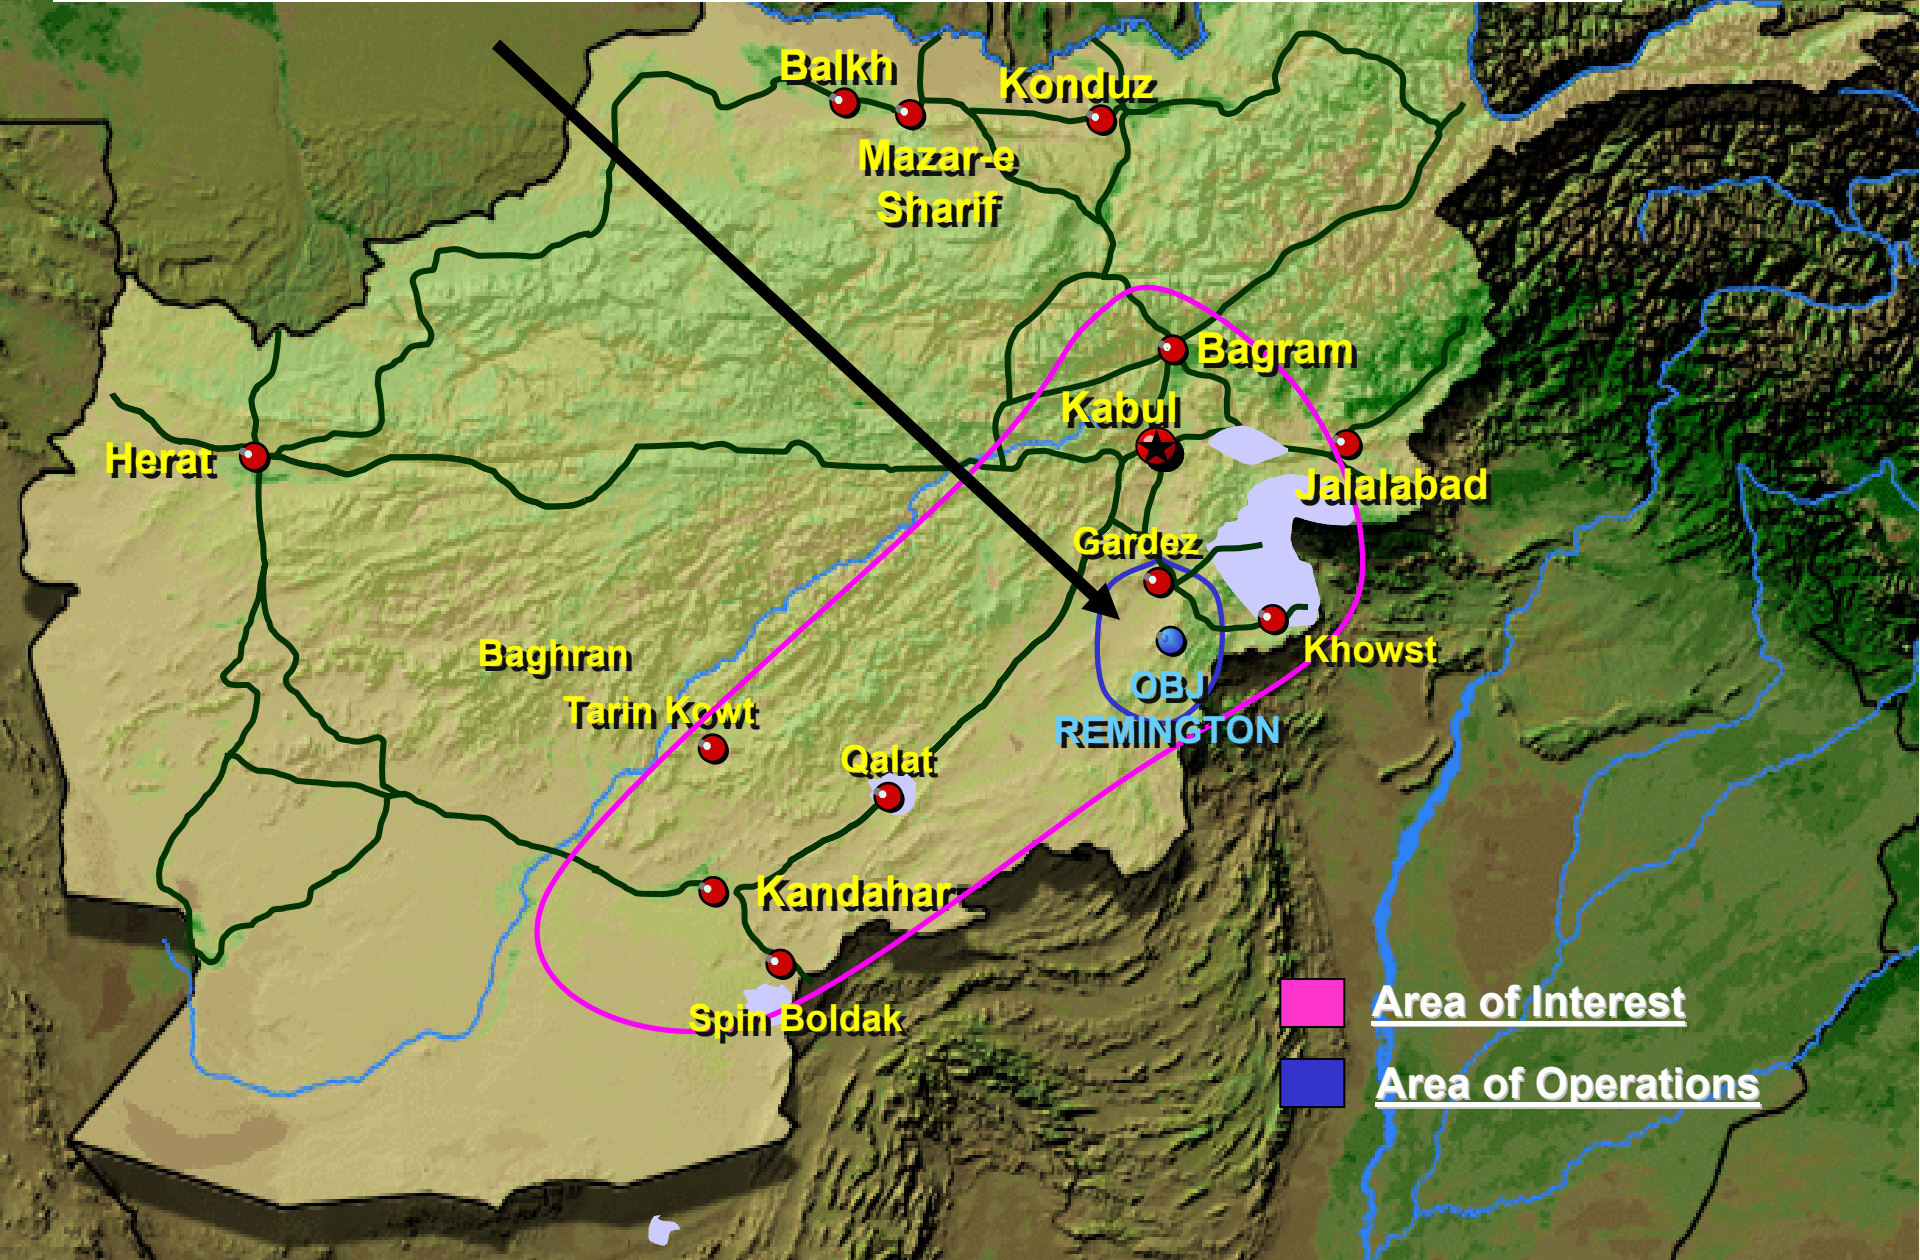 Balkh
Konduz
Mazar-e
Sharif
Bagram
Kabul
Herat
Jalalabad
Gardez
Baghran
Khowst
Tarin Kowt
OBJ
REMINGTON
Qalat
Kandahar
Spin Boldak
Area of Interest
Area of Operations